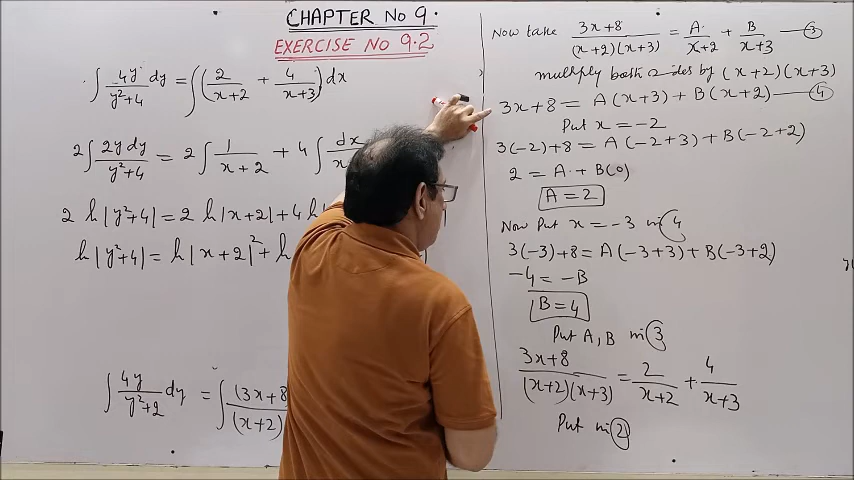 CHAPTER No 9.
EXERCISE No 9.2
∫ 4y/(y²+4) dy = ∫(2/(x+2) + 4/(x+3)) dx
2∫ 2y dy/(y²+4) = 2∫ 1/(x+2) + 4∫ dx/
2 ln|y²+4| = 2 ln|x+2| + 4 ln
ln|y²+4| = ln|x+2|² + ln
∫ 4y/(y²+2) dy = ∫ (3x+8/(x+2)
Now take (3x+8)/((x+2)(x+3)) = A/(x+2) + B/(x+3) — ③
multiply both sides by (x+2)(x+3)
3x+8 = A(x+3) + B(x+2) — ④
Put x = -2
3(-2)+8 = A(-2+3) + B(-2+2)
2 = A + B(0)
A = 2
Now Put x = -3 in ④
3(-3)+8 = A(-3+3) + B(-3+2)
-4 = -B
B = 4
Put A, B in ③
(3x+8)/((x+2)(x+3)) = 2/(x+2) + 4/(x+3)
Put in ②